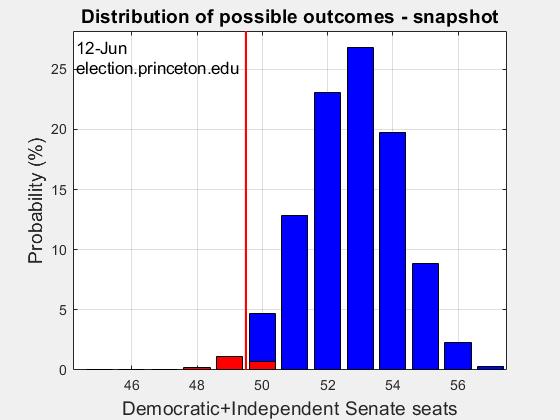 Distribution of possible outcomes - snapshot
12-Jun
election.princeton.edu
25
20
15
10
5
0
Probability (%)
46 48 50 52 54 56
Democratic+Independent Senate seats